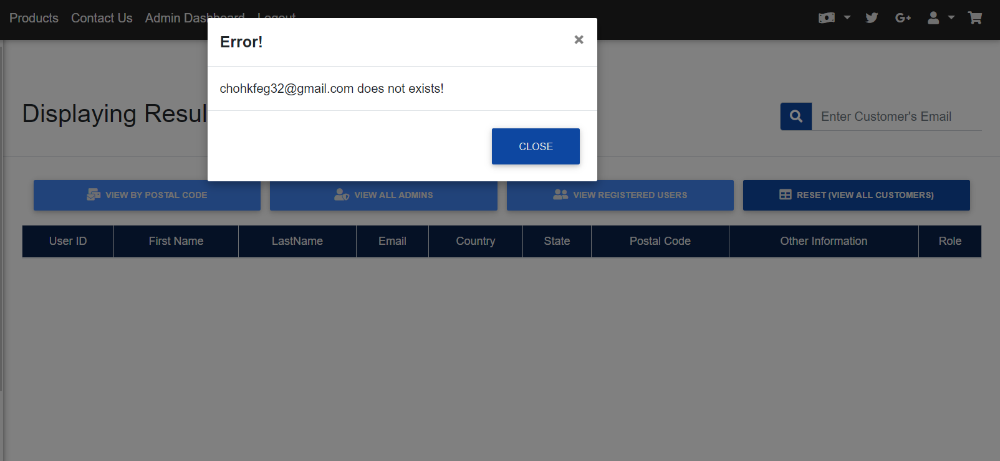 Products Contact Us Admin Dashboard Logout
Error!
×
chohkfeg32@gmail.com does not exists!
Displaying Resul
Enter Customer's Email
CLOSE
VIEW BY POSTAL CODE VIEW ALL ADMINS VIEW REGISTERED USERS RESET (VIEW ALL CUSTOMERS)
User ID First Name LastName Email Country State Postal Code Other Information Role